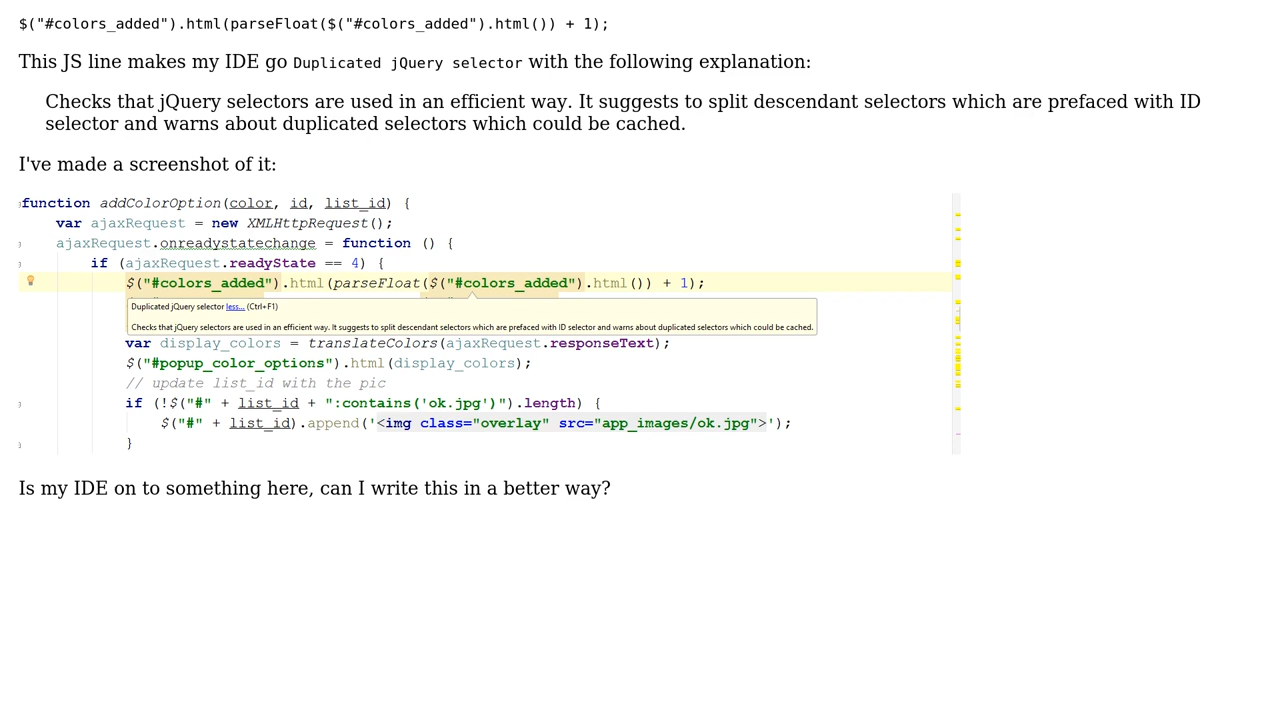 $("#colors_added").html(parseFloat($("#colors_added").html()) + 1);
This JS line makes my IDE go Duplicated jQuery selector with the following explanation:
Checks that jQuery selectors are used in an efficient way. It suggests to split descendant selectors which are prefaced with ID
selector and warns about duplicated selectors which could be cached.
I've made a screenshot of it:
function addColorOption(color, id, list_id) {
var ajaxRequest = new XMLHttpRequest();
ajaxRequest.onreadystatechange = function () {
if (ajaxRequest.readyState == 4) {
$("#colors_added").html(parseFloat($("#colors_added").html()) + 1);
Duplicated jQuery selector less... (Ctrl+F1)
Checks that jQuery selectors are used in an efficient way. It suggests to split descendant selectors which are prefaced with ID selector and warns about duplicated selectors which could be cached.
var display_colors = translateColors(ajaxRequest.responseText);
$("#popup_color_options").html(display_colors);
// update list_id with the pic
if (!$("#" + list_id + ":contains('ok.jpg')").length) {
$("#" + list_id).append('<img class="overlay" src="app_images/ok.jpg">');
}
Is my IDE on to something here, can I write this in a better way?